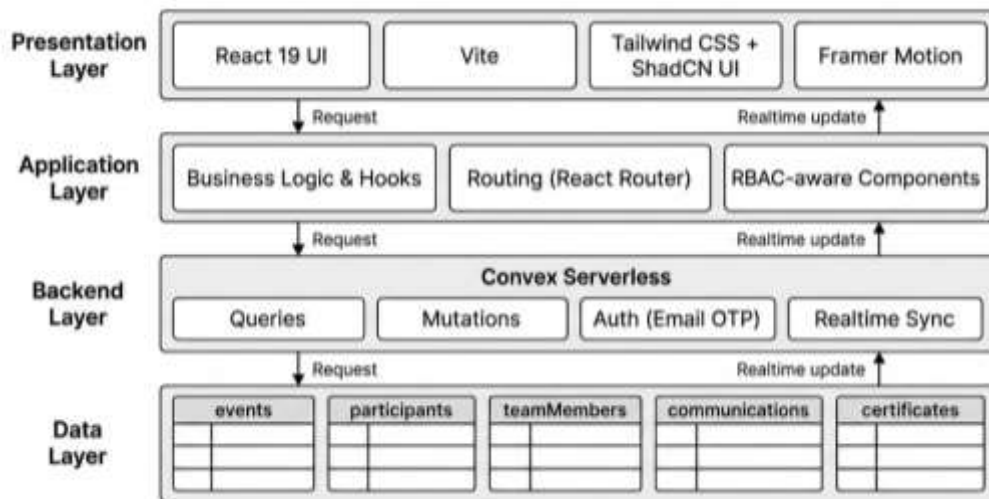 Presentation
Layer
React 19 UI
Vite
Tailwind CSS +
ShadCN UI
Framer Motion
Request
Realtime update
Application
Layer
Business Logic & Hooks
Routing (React Router)
RBAC-aware Components
Request
Realtime update
Backend
Layer
Convex Serverless
Queries
Mutations
Auth (Email OTP)
Realtime Sync
Request
Realtime update
Data
Layer
events
participants
teamMembers
communications
certificates